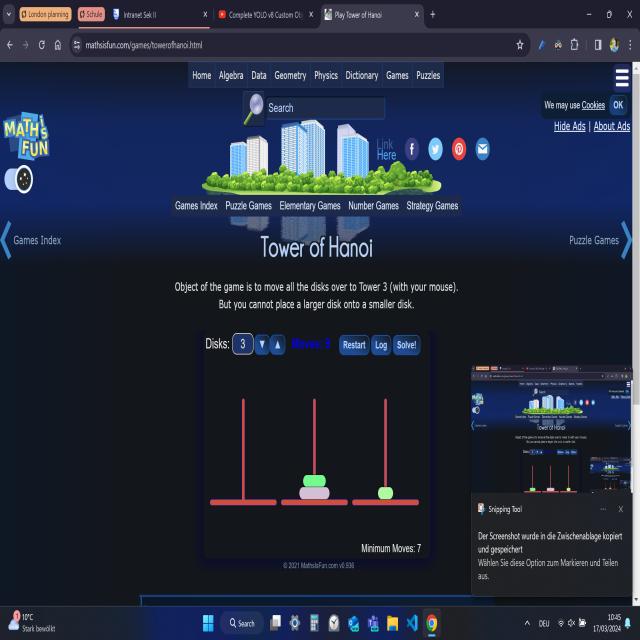 London planning
Schule
Intranet Sek II
Complete YOLO v8 Custom Ob
Play Tower of Hanoi
mathsisfun.com/games/towerofhanoi.html
Home Algebra Data Geometry Physics Dictionary Games Puzzles
Search
We may use Cookies OK
Hide Ads | About Ads
MATHS IS FUN
Link Here
Games Index Puzzle Games Elementary Games Number Games Strategy Games
Games Index
Puzzle Games
Tower of Hanoi
Object of the game is to move all the disks over to Tower 3 (with your mouse).
But you cannot place a larger disk onto a smaller disk.
Disks: 3 Restart Log Solve!
Minimum Moves: 7
© 2021 MathsIsFun.com v0.936
Snipping Tool
Der Screenshot wurde in die Zwischenablage kopiert
und gespeichert
Wählen Sie diese Option zum Markieren und Teilen
aus.
10°C
Stark bewölkt
Search
DEU
10:45
17/03/2024